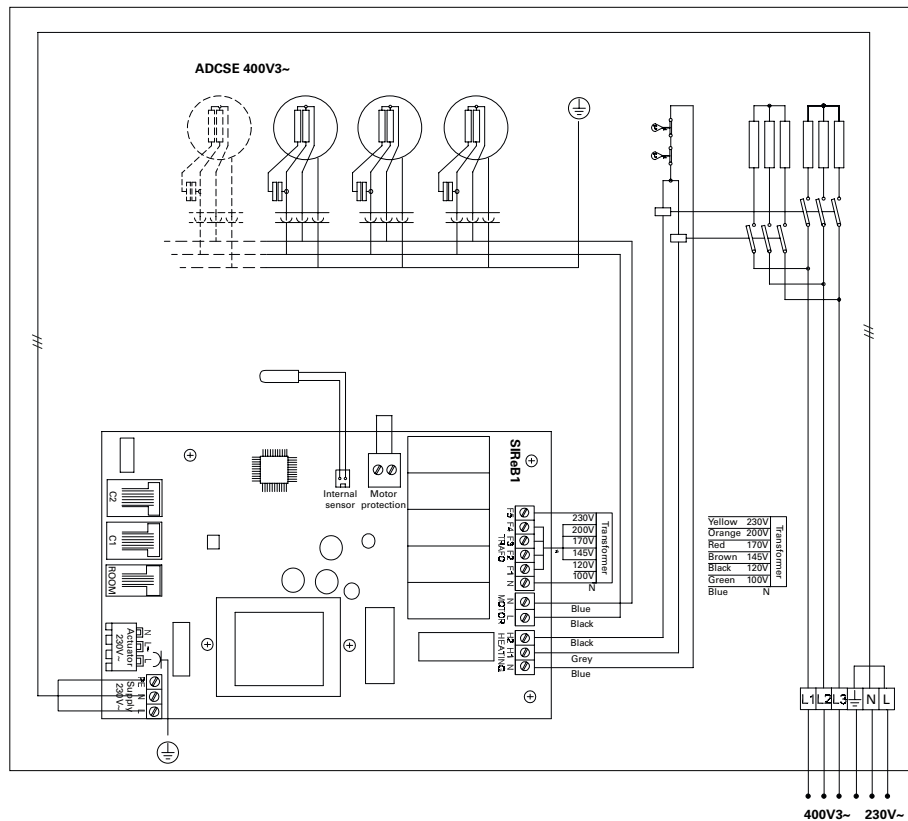 ADCSE 400V3~
SIReB1
Internal
sensor
Motor
protection
C2
C1
ROOM
Actuator
230V~
N
L
L
Supply
230V~
PE
N
L
F5
F4
F3
F2
F1
N
TRAFO
230V
200V
170V
145V
120V
100V
N
Transformer
*
N
L
MOTOR
Blue
Black
H2
H1
N
HEATING
Black
Grey
Blue
Yellow 230V
Orange 200V
Red 170V
Brown 145V
Black 120V
Green 100V
Blue N
Transformer
L1 L2 L3 N L
400V3~ 230V~